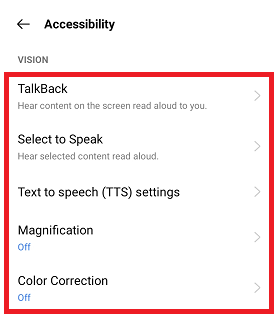 Accessibility
VISION
TalkBack
Hear content on the screen read aloud to you.
Select to Speak
Hear selected content read aloud.
Text to speech (TTS) settings
Magnification
Off
Color Correction
Off